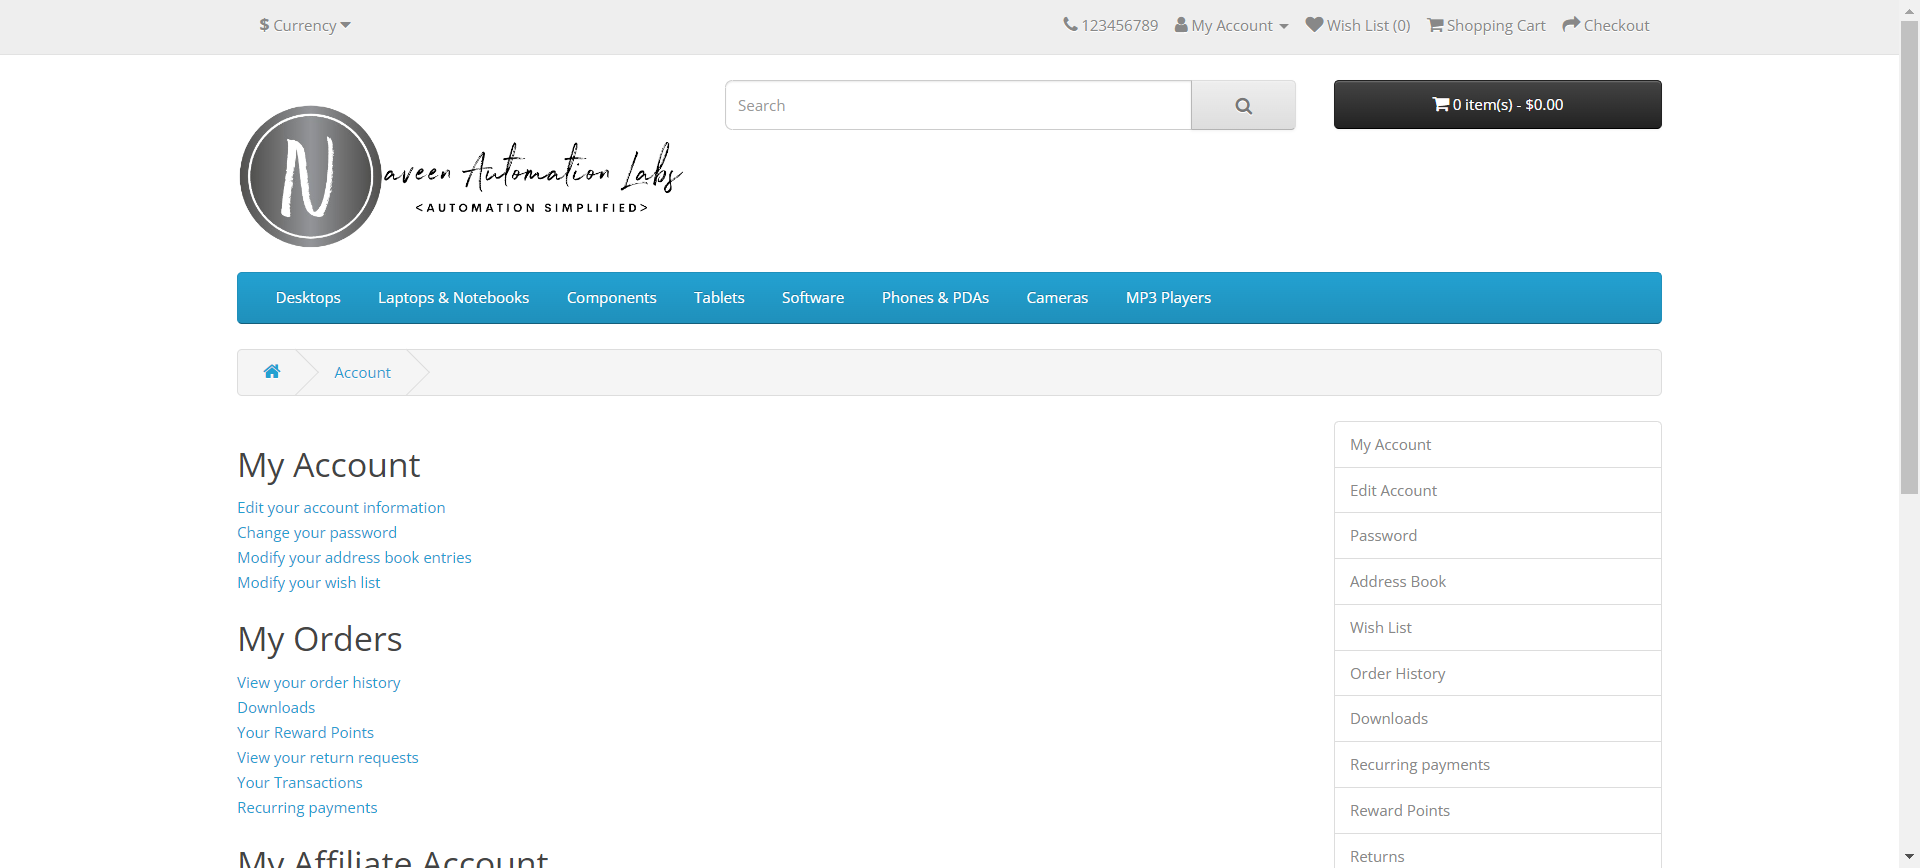 $ Currency
123456789 My Account Wish List (0) Shopping Cart Checkout
Search
0 item(s) - $0.00
Naveen Automation Labs
<AUTOMATION SIMPLIFIED>
Desktops Laptops & Notebooks Components Tablets Software Phones & PDAs Cameras MP3 Players
Account
My Account
Edit your account information
Change your password
Modify your address book entries
Modify your wish list
My Orders
View your order history
Downloads
Your Reward Points
View your return requests
Your Transactions
Recurring payments
My Affiliate Account
My Account
Edit Account
Password
Address Book
Wish List
Order History
Downloads
Recurring payments
Reward Points
Returns